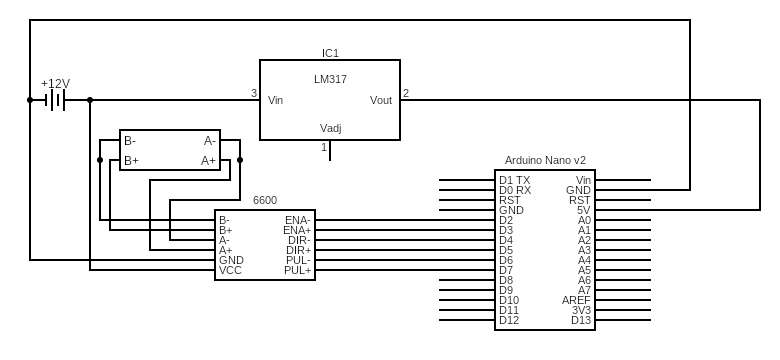 IC1
+12V
LM317
3
Vin
Vout
2
Vadj
1
B-
A-
B+
A+
Arduino Nano v2
6600
B-
ENA-
B+
ENA+
A-
DIR-
A+
DIR+
GND
PUL-
VCC
PUL+
D1 TX
Vin
D0 RX
GND
RST
RST
GND
5V
D2
A0
D3
A1
D4
A2
D5
A3
D6
A4
D7
A5
D8
A6
D9
A7
D10
AREF
D11
3V3
D12
D13